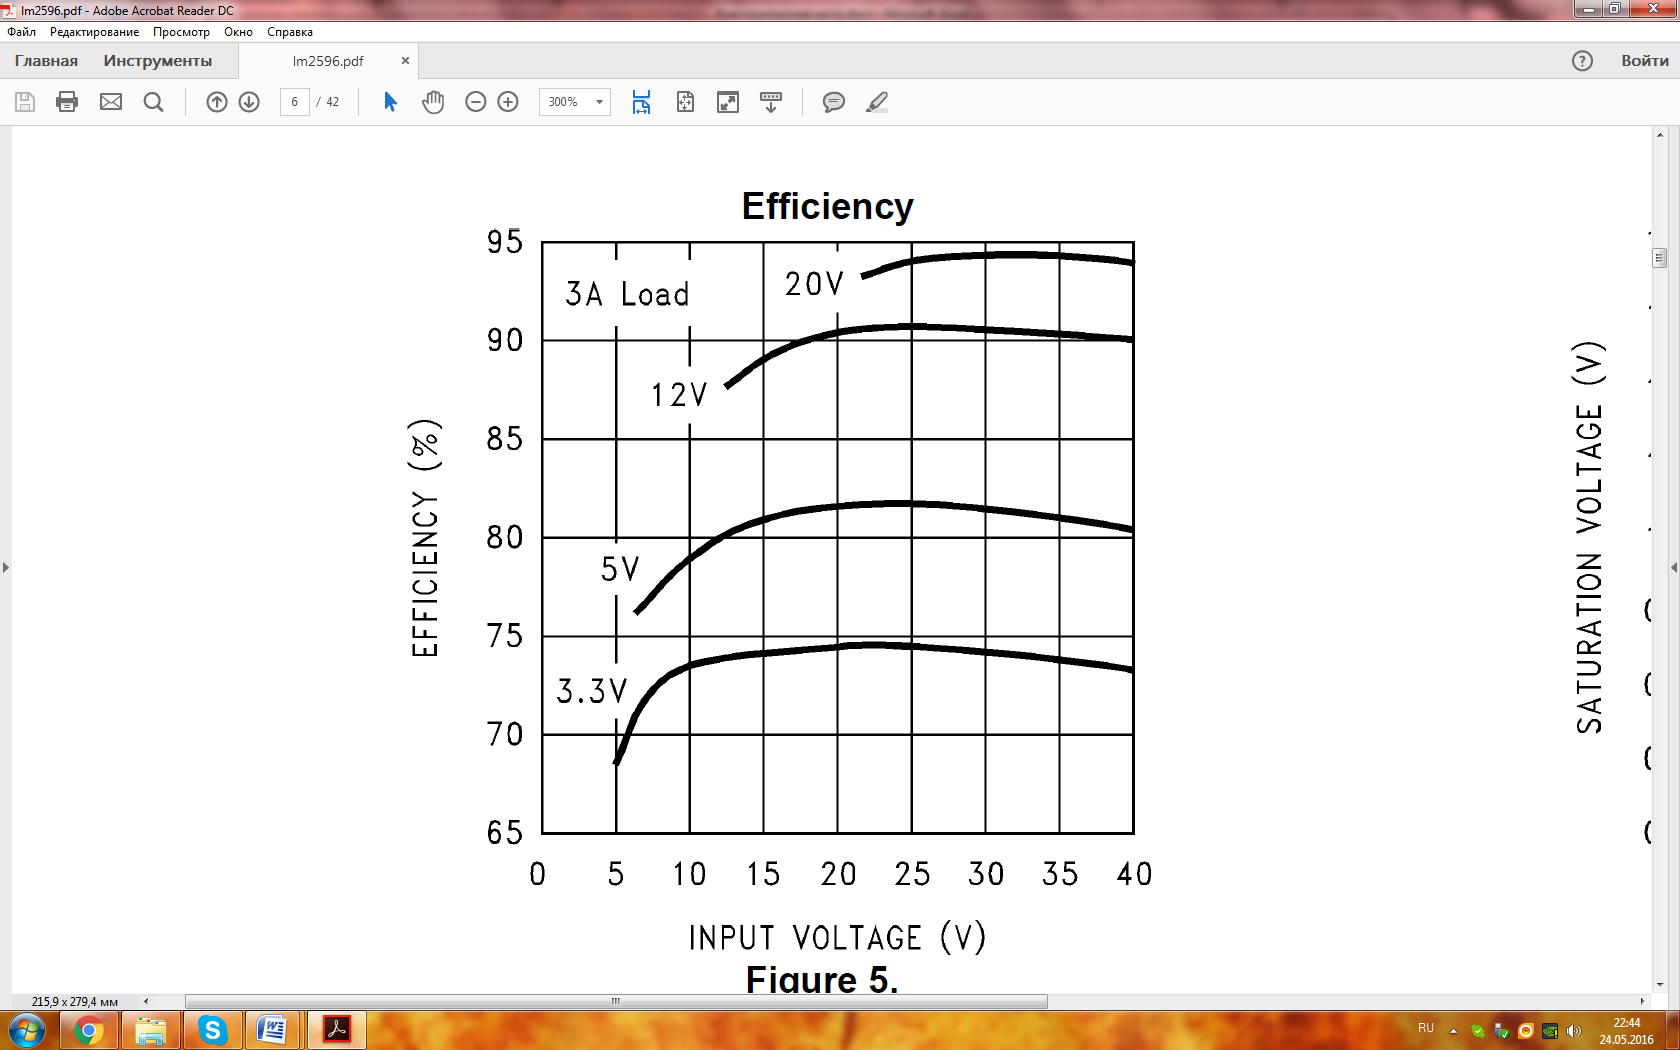 lm2596.pdf - Adobe Acrobat Reader DC
Файл Редактирование Просмотр Окно Справка
Главная Инструменты lm2596.pdf × Войти
6 / 42 300%
Efficiency
95
3A Load
20V
90
12V
85
80
5V
75
3.3V
70
65
0 5 10 15 20 25 30 35 40
EFFICIENCY (%)
INPUT VOLTAGE (V)
Figure 5.
SATURATION VOLTAGE (V)
215,9 x 279,4 мм
RU
22:44
24.05.2016